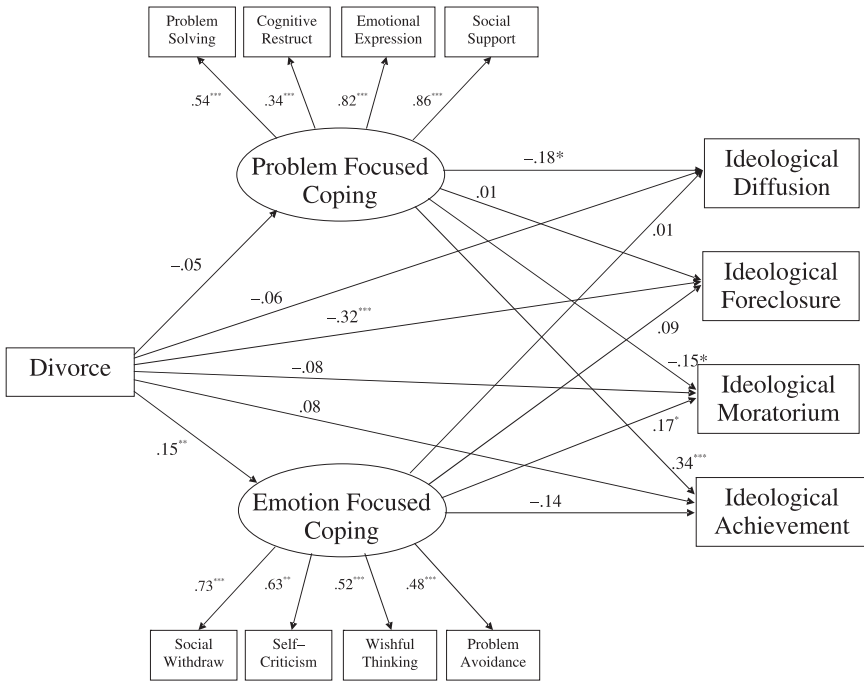 Problem
Solving
Cognitive
Restruct
Emotional
Expression
Social
Support
.54***
.34***
.82***
.86***
Problem Focused
Coping
–.18*
Ideological
Diffusion
.01
.01
–.05
–.06
Ideological
Foreclosure
–.32***
.09
Divorce
–.08
–.15*
Ideological
Moratorium
.08
.17*
.15**
.34***
Emotion Focused
Coping
–.14
Ideological
Achievement
.73***
.63**
.52***
.48***
Social
Withdraw
Self–
Criticism
Wishful
Thinking
Problem
Avoidance